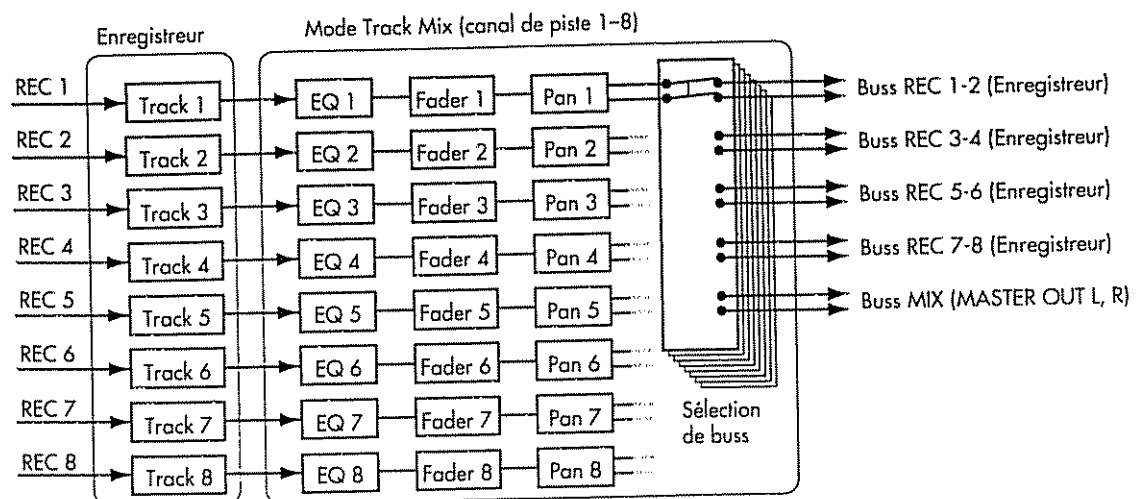 Enregistreur
Mode Track Mix (canal de piste 1-8)
REC 1
Track 1
EQ 1
Fader 1
Pan 1
Buss REC 1-2 (Enregistreur)
REC 2
Track 2
EQ 2
Fader 2
Pan 2
Buss REC 3-4 (Enregistreur)
REC 3
Track 3
EQ 3
Fader 3
Pan 3
Buss REC 5-6 (Enregistreur)
REC 4
Track 4
EQ 4
Fader 4
Pan 4
Buss REC 7-8 (Enregistreur)
REC 5
Track 5
EQ 5
Fader 5
Pan 5
Buss MIX (MASTER OUT L, R)
REC 6
Track 6
EQ 6
Fader 6
Pan 6
REC 7
Track 7
EQ 7
Fader 7
Pan 7
Sélection
de buss
REC 8
Track 8
EQ 8
Fader 8
Pan 8